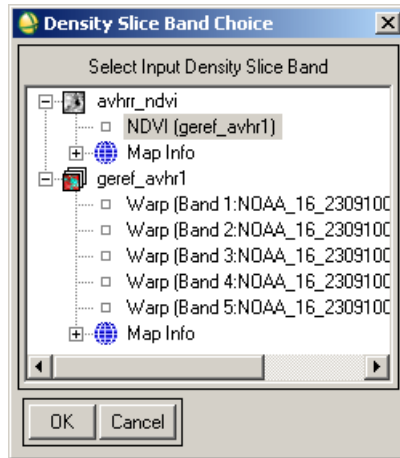 Density Slice Band Choice
Select Input Density Slice Band
avhrr_ndvi
NDVI (geref_avhr1)
Map Info
geref_avhr1
Warp (Band 1:NOAA_16_2309100
Warp (Band 2:NOAA_16_2309100
Warp (Band 3:NOAA_16_2309100
Warp (Band 4:NOAA_16_2309100
Warp (Band 5:NOAA_16_2309100
Map Info
OK Cancel